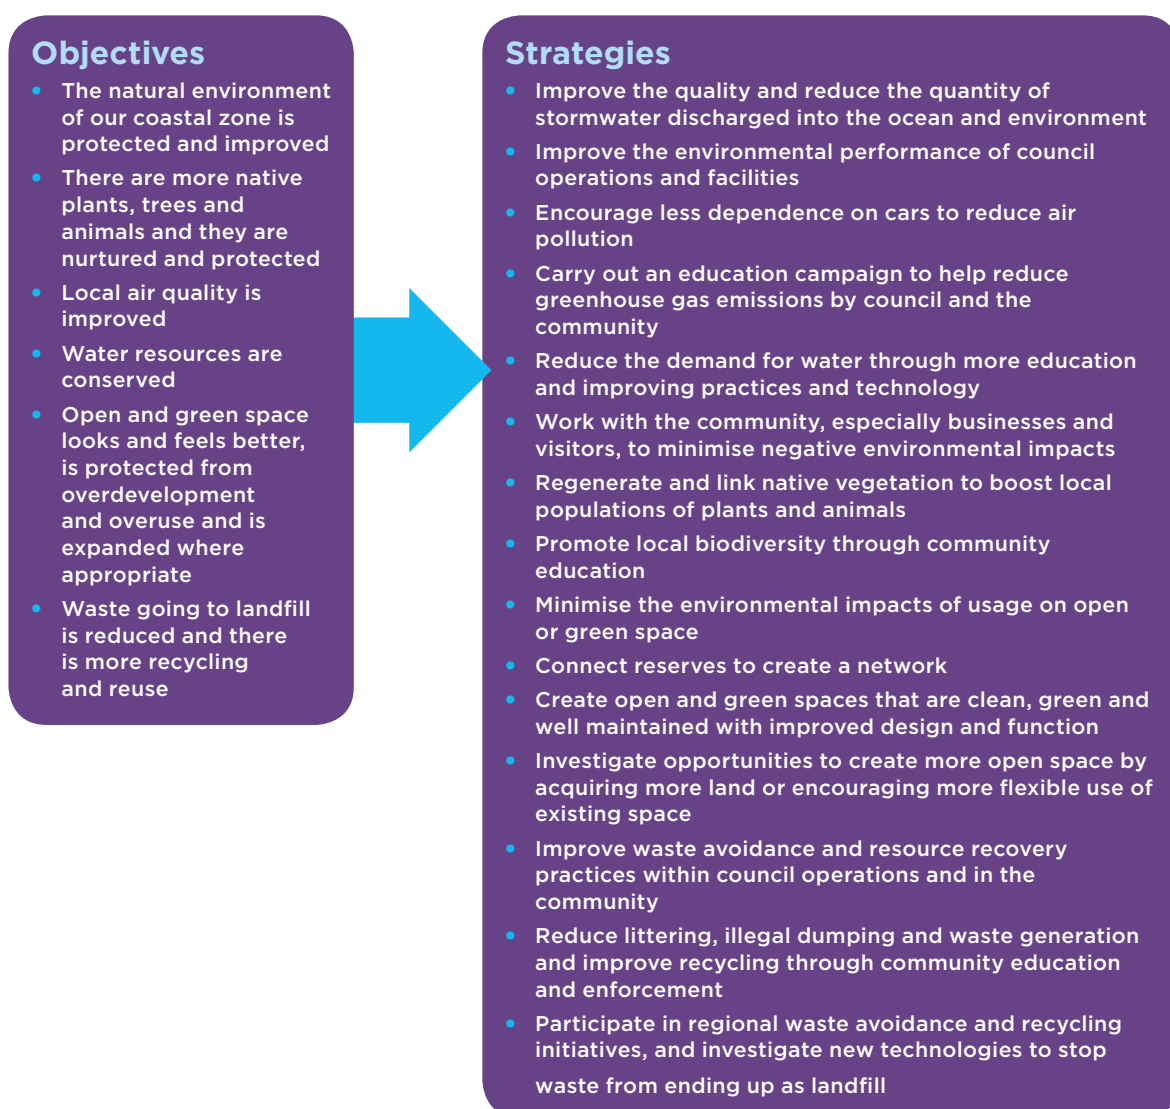 Objectives
• The natural environment
of our coastal zone is
protected and improved
• There are more native
plants, trees and
animals and they are
nurtured and protected
• Local air quality is
improved
• Water resources are
conserved
• Open and green space
looks and feels better,
is protected from
overdevelopment
and overuse and is
expanded where
appropriate
• Waste going to landfill
is reduced and there
is more recycling
and reuse
Strategies
• Improve the quality and reduce the quantity of
stormwater discharged into the ocean and environment
• Improve the environmental performance of council
operations and facilities
• Encourage less dependence on cars to reduce air
pollution
• Carry out an education campaign to help reduce
greenhouse gas emissions by council and the
community
• Reduce the demand for water through more education
and improving practices and technology
• Work with the community, especially businesses and
visitors, to minimise negative environmental impacts
• Regenerate and link native vegetation to boost local
populations of plants and animals
• Promote local biodiversity through community
education
• Minimise the environmental impacts of usage on open
or green space
• Connect reserves to create a network
• Create open and green spaces that are clean, green and
well maintained with improved design and function
• Investigate opportunities to create more open space by
acquiring more land or encouraging more flexible use of
existing space
• Improve waste avoidance and resource recovery
practices within council operations and in the
community
• Reduce littering, illegal dumping and waste generation
and improve recycling through community education
and enforcement
• Participate in regional waste avoidance and recycling
initiatives, and investigate new technologies to stop
waste from ending up as landfill